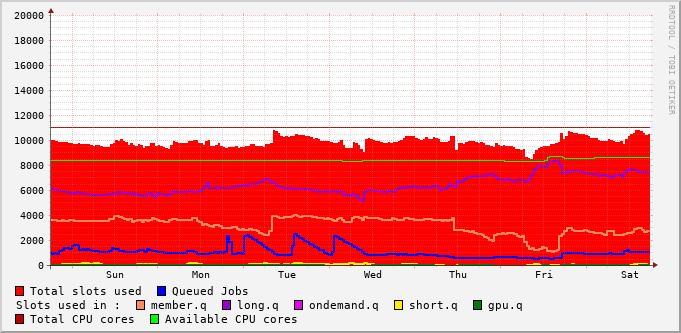 20000
18000
16000
14000
12000
10000
8000
6000
4000
2000
0
Sun Mon Tue Wed Thu Fri Sat
Total slots used Queued Jobs
Slots used in : member.q long.q ondemand.q short.q gpu.q
Total CPU cores Available CPU cores
RRDTOOL / TOBI OETIKER